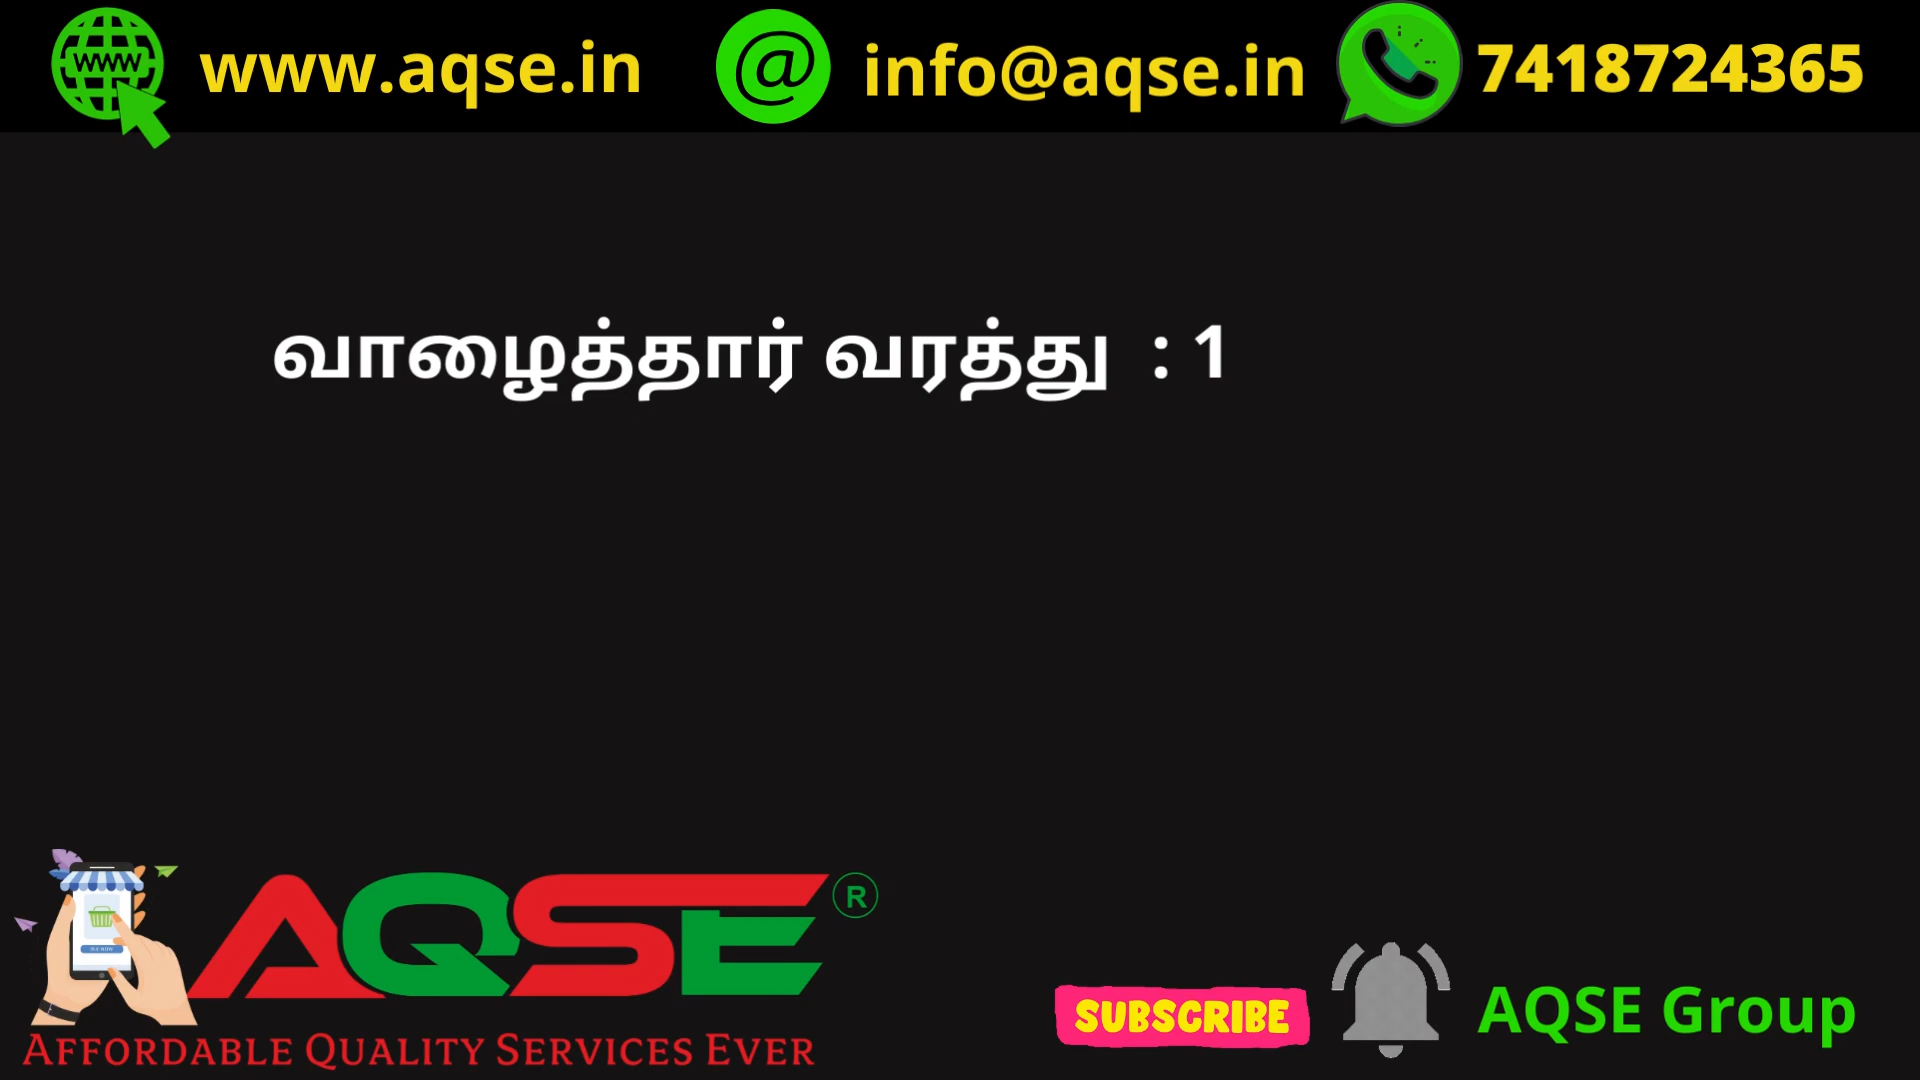 www.aqse.in
info@aqse.in
7418724365
வாழைத்தார் வரத்து : 1
AQSE ®
AFFORDABLE QUALITY SERVICES EVER
SUBSCRIBE
AQSE Group